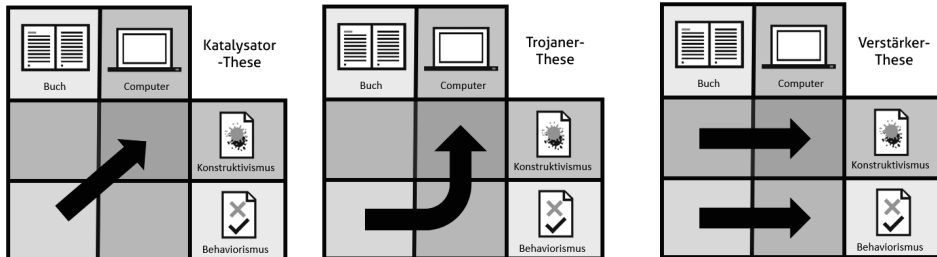 Buch
Computer
Katalysator
-These
Konstruktivismus
Behaviorismus
Buch
Computer
Trojaner-
These
Konstruktivismus
Behaviorismus
Buch
Computer
Verstärker-
These
Konstruktivismus
Behaviorismus